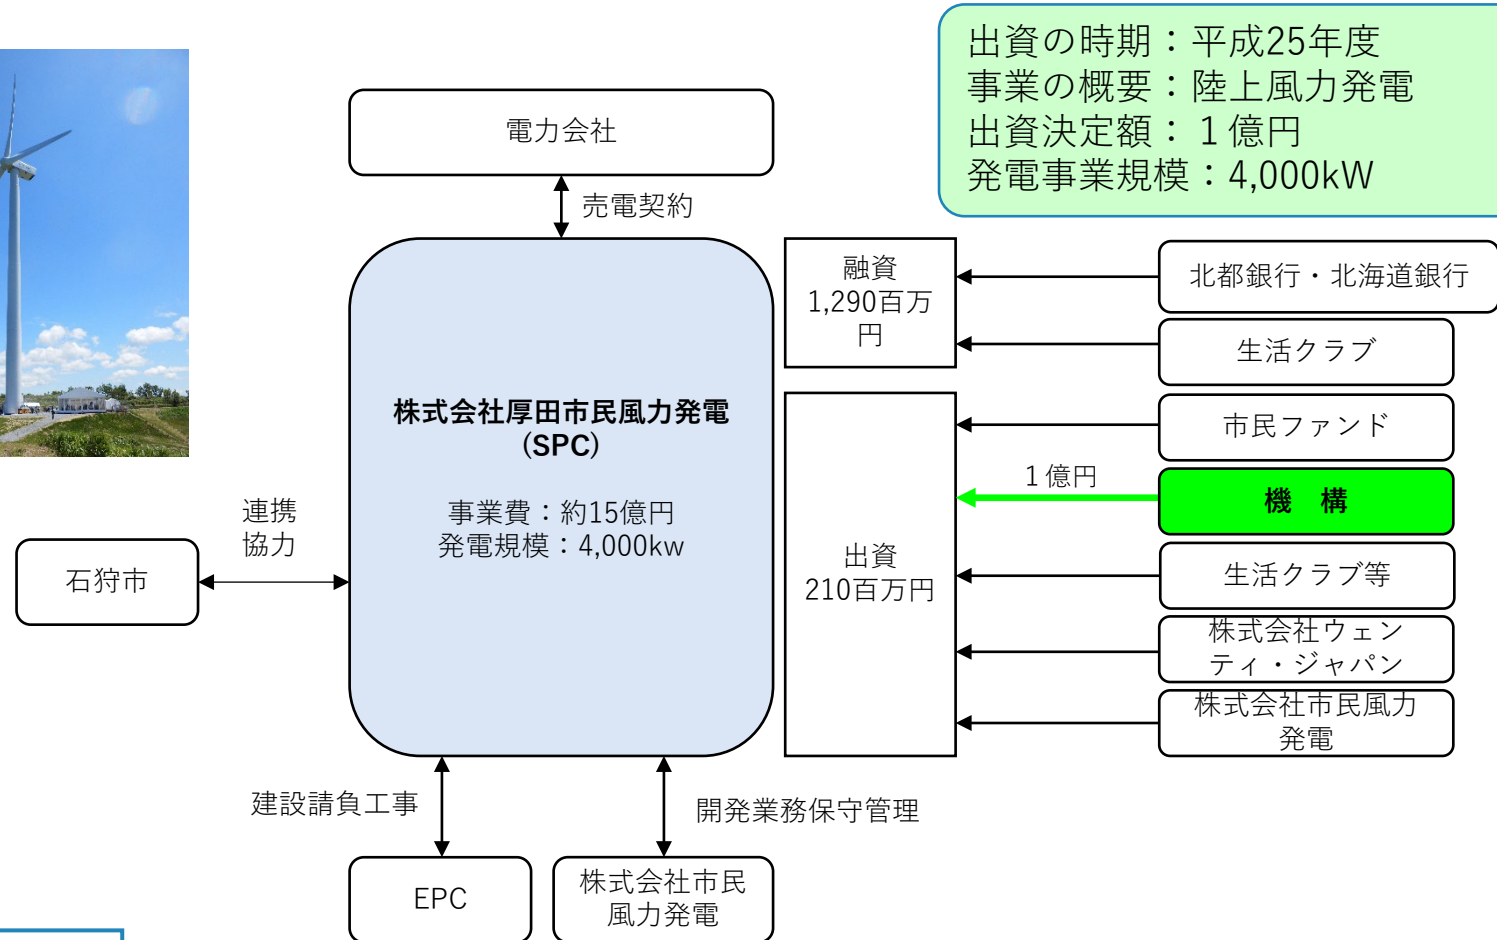 出資の時期：平成25年度
事業の概要：陸上風力発電
出資決定額：１億円
発電事業規模：4,000kW
電力会社
売電契約
融資
1,290百万
円
北都銀行・北海道銀行
生活クラブ
株式会社厚田市民風力発電
(SPC)
事業費：約15億円
発電規模：4,000kw
市民ファンド
１億円
機　構
出資
210百万円
生活クラブ等
株式会社ウェン
ティ・ジャパン
株式会社市民風力
発電
連携
協力
石狩市
建設請負工事
開発業務保守管理
EPC
株式会社市民
風力発電